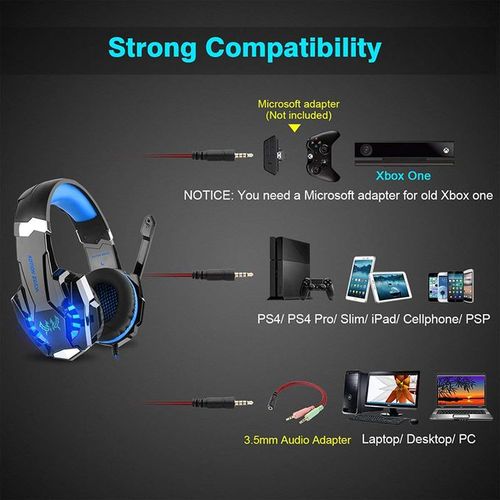 Strong Compatibility
Microsoft adapter
(Not included)
Xbox One
NOTICE: You need a Microsoft adapter for old Xbox one
PS4/ PS4 Pro/ Slim/ iPad/ Cellphone/ PSP
3.5mm Audio Adapter
Laptop/ Desktop/ PC